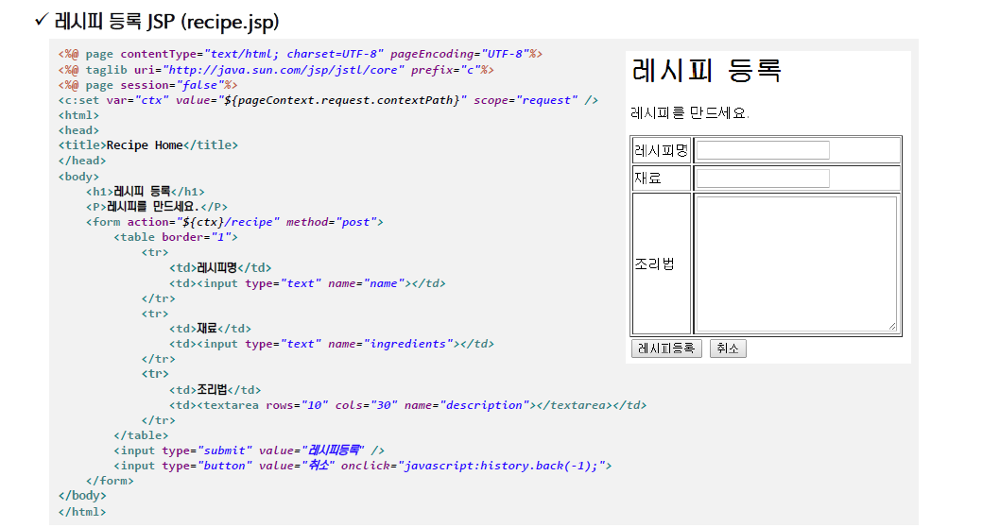 ✓ 레시피 등록 JSP (recipe.jsp)
<%@ page contentType="text/html; charset=UTF-8" pageEncoding="UTF-8"%>
<%@ taglib uri="http://java.sun.com/jsp/jstl/core" prefix="c"%>
<%@ page session="false"%>
<c:set var="ctx" value="${pageContext.request.contextPath}" scope="request" />
<html>
<head>
<title>Recipe Home</title>
</head>
<body>
<h1>레시피 등록</h1>
<P>레시피를 만드세요.</P>
<form action="${ctx}/recipe" method="post">
<table border="1">
<tr>
<td>레시피명</td>
<td><input type="text" name="name"></td>
</tr>
<tr>
<td>재료</td>
<td><input type="text" name="ingredients"></td>
</tr>
<tr>
<td>조리법</td>
<td><textarea rows="10" cols="30" name="description"></textarea></td>
</tr>
</table>
<input type="submit" value="레시피등록" />
<input type="button" value="취소" onclick="javascript:history.back(-1);">
</form>
</body>
</html>
레시피 등록
레시피를 만드세요.
레시피명
재료
조리법
레시피등록 취소